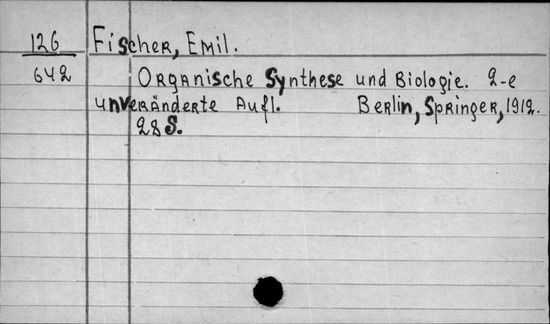 126 Fischer, Emil.
642 Organische Synthese und Biologie. 2-e
unveränderte Aufl. Berlin, Springer, 1912.
28 S.